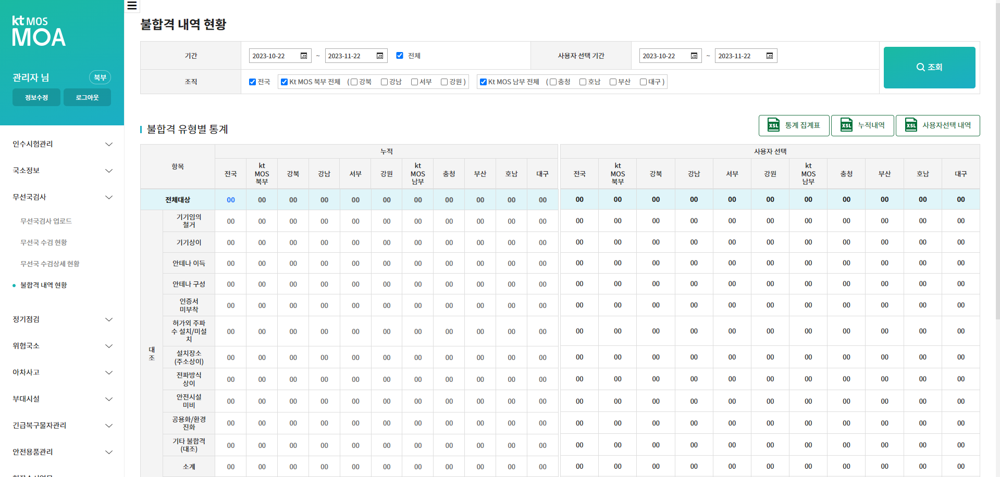 kt MOS
MOA
관리자 님
북부
정보수정
로그아웃
인수시험관리
국소정보
무선국검사
무선국검사 업로드
무선국 수검 현황
무선국 수검상세 현황
불합격 내역 현황
정기점검
위험국소
아차사고
부대시설
긴급복구물자관리
안전용품관리
불합격 내역 현황
기간
2023-10-22 ~ 2023-11-22 전체
사용자 선택 기간
2023-10-22 ~ 2023-11-22
조직
전국 Kt MOS 북부 전체 ( 강북 강남 서부 강원 ) Kt MOS 남부 전체 ( 충청 호남 부산 대구 )
조회
불합격 유형별 통계
XSL 통계 집계표
XSL 누적내역
XSL 사용자선택 내역
항목 누적 사용자 선택
전국 kt MOS 북부 강북 강남 서부 강원 kt MOS 남부 충청 부산 호남 대구 전국 kt MOS 북부 강북 강남 서부 강원 kt MOS 남부 충청 부산 호남 대구
전체대상 00 00 00 00 00 00 00 00 00 00 00 00 00 00 00 00 00 00 00 00 00 00
대조
기기임의 철거 00 00 00 00 00 00 00 00 00 00 00 00 00 00 00 00 00 00 00 00 00 00
기기상이 00 00 00 00 00 00 00 00 00 00 00 00 00 00 00 00 00 00 00 00 00 00
안테나 이득 00 00 00 00 00 00 00 00 00 00 00 00 00 00 00 00 00 00 00 00 00 00
안테나 구성 00 00 00 00 00 00 00 00 00 00 00 00 00 00 00 00 00 00 00 00 00 00
인증서 미부착 00 00 00 00 00 00 00 00 00 00 00 00 00 00 00 00 00 00 00 00 00 00
허가외 주파수 설치/미설치 00 00 00 00 00 00 00 00 00 00 00 00 00 00 00 00 00 00 00 00 00 00
설치장소 (주소상이) 00 00 00 00 00 00 00 00 00 00 00 00 00 00 00 00 00 00 00 00 00 00
전파방식 상이 00 00 00 00 00 00 00 00 00 00 00 00 00 00 00 00 00 00 00 00 00 00
안전시설 미비 00 00 00 00 00 00 00 00 00 00 00 00 00 00 00 00 00 00 00 00 00 00
공용화/환경진화 00 00 00 00 00 00 00 00 00 00 00 00 00 00 00 00 00 00 00 00 00 00
기타 불합격 (대조) 00 00 00 00 00 00 00 00 00 00 00 00 00 00 00 00 00 00 00 00 00 00
소계 00 00 00 00 00 00 00 00 00 00 00 00 00 00 00 00 00 00 00 00 00 00